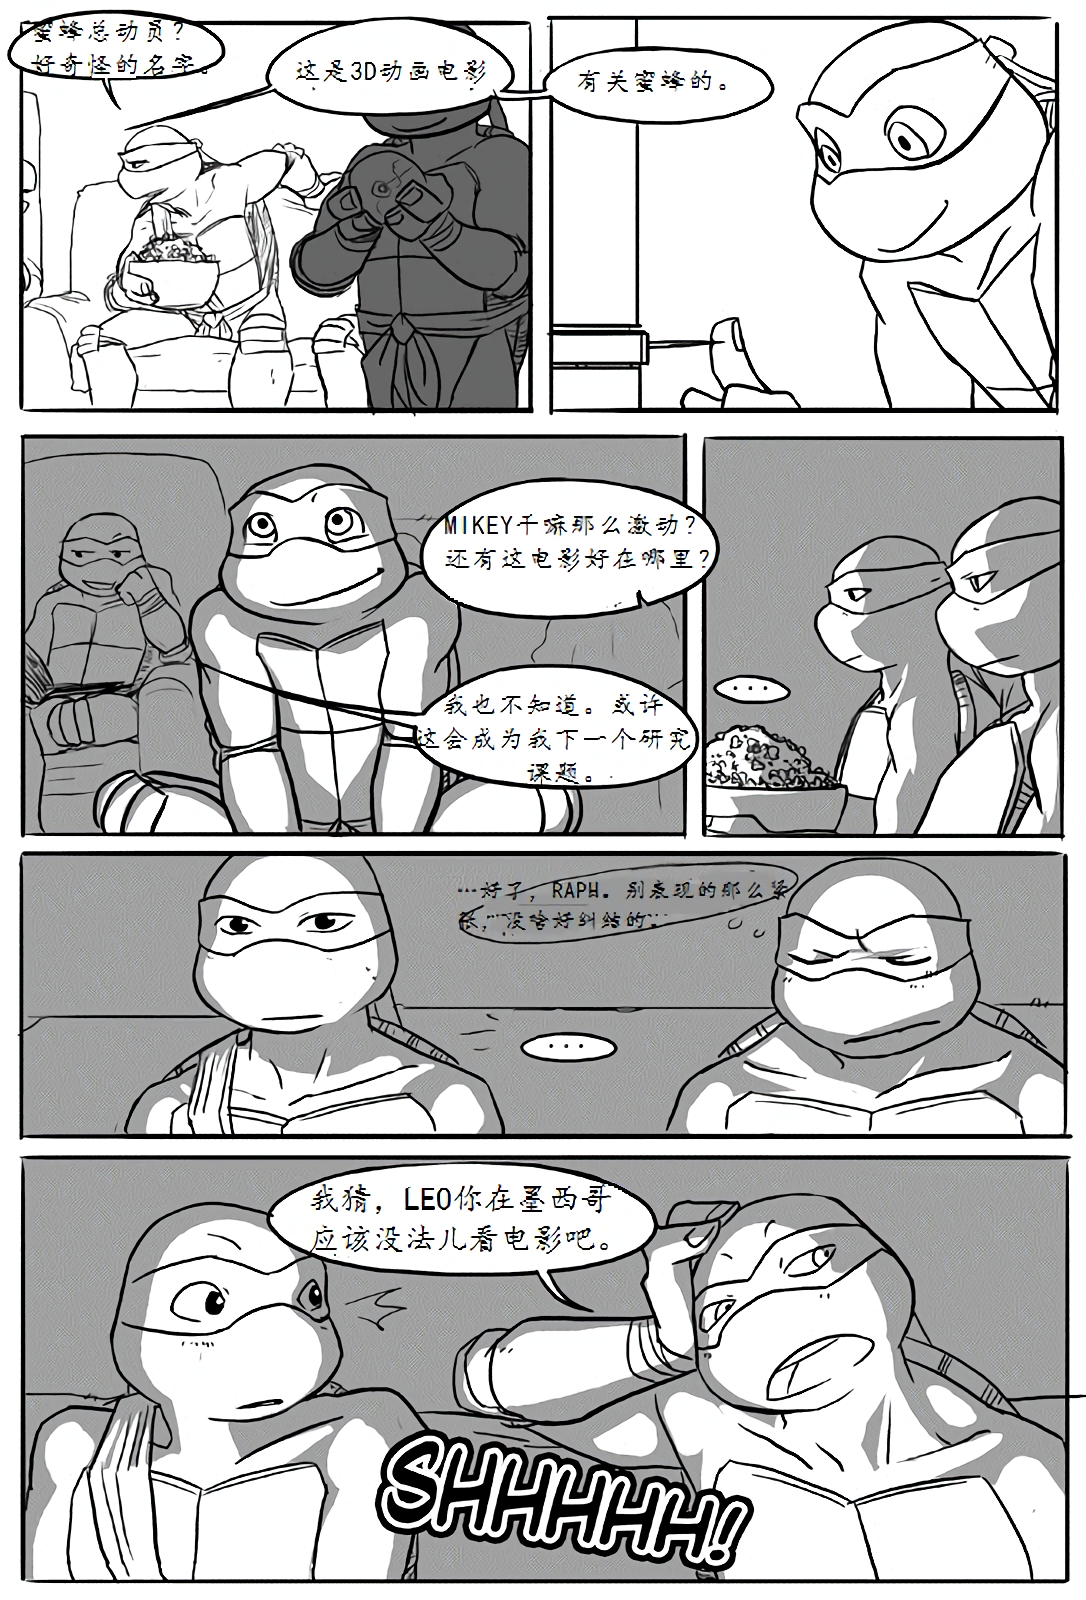 蜜蜂总动员？
好奇怪的名字。
这是3D动画电影
有关蜜蜂的。
MIKEY干嘛那么激动？
还有这电影好在哪里？
我也不知道。或许
这会成为我下一个研究
课题。
...
…好了，RAPH。别表现的那么紧
张，没啥好纠结的…
...
我猜，LEO你在墨西哥
应该没法儿看电影吧。
SHHHHH!!